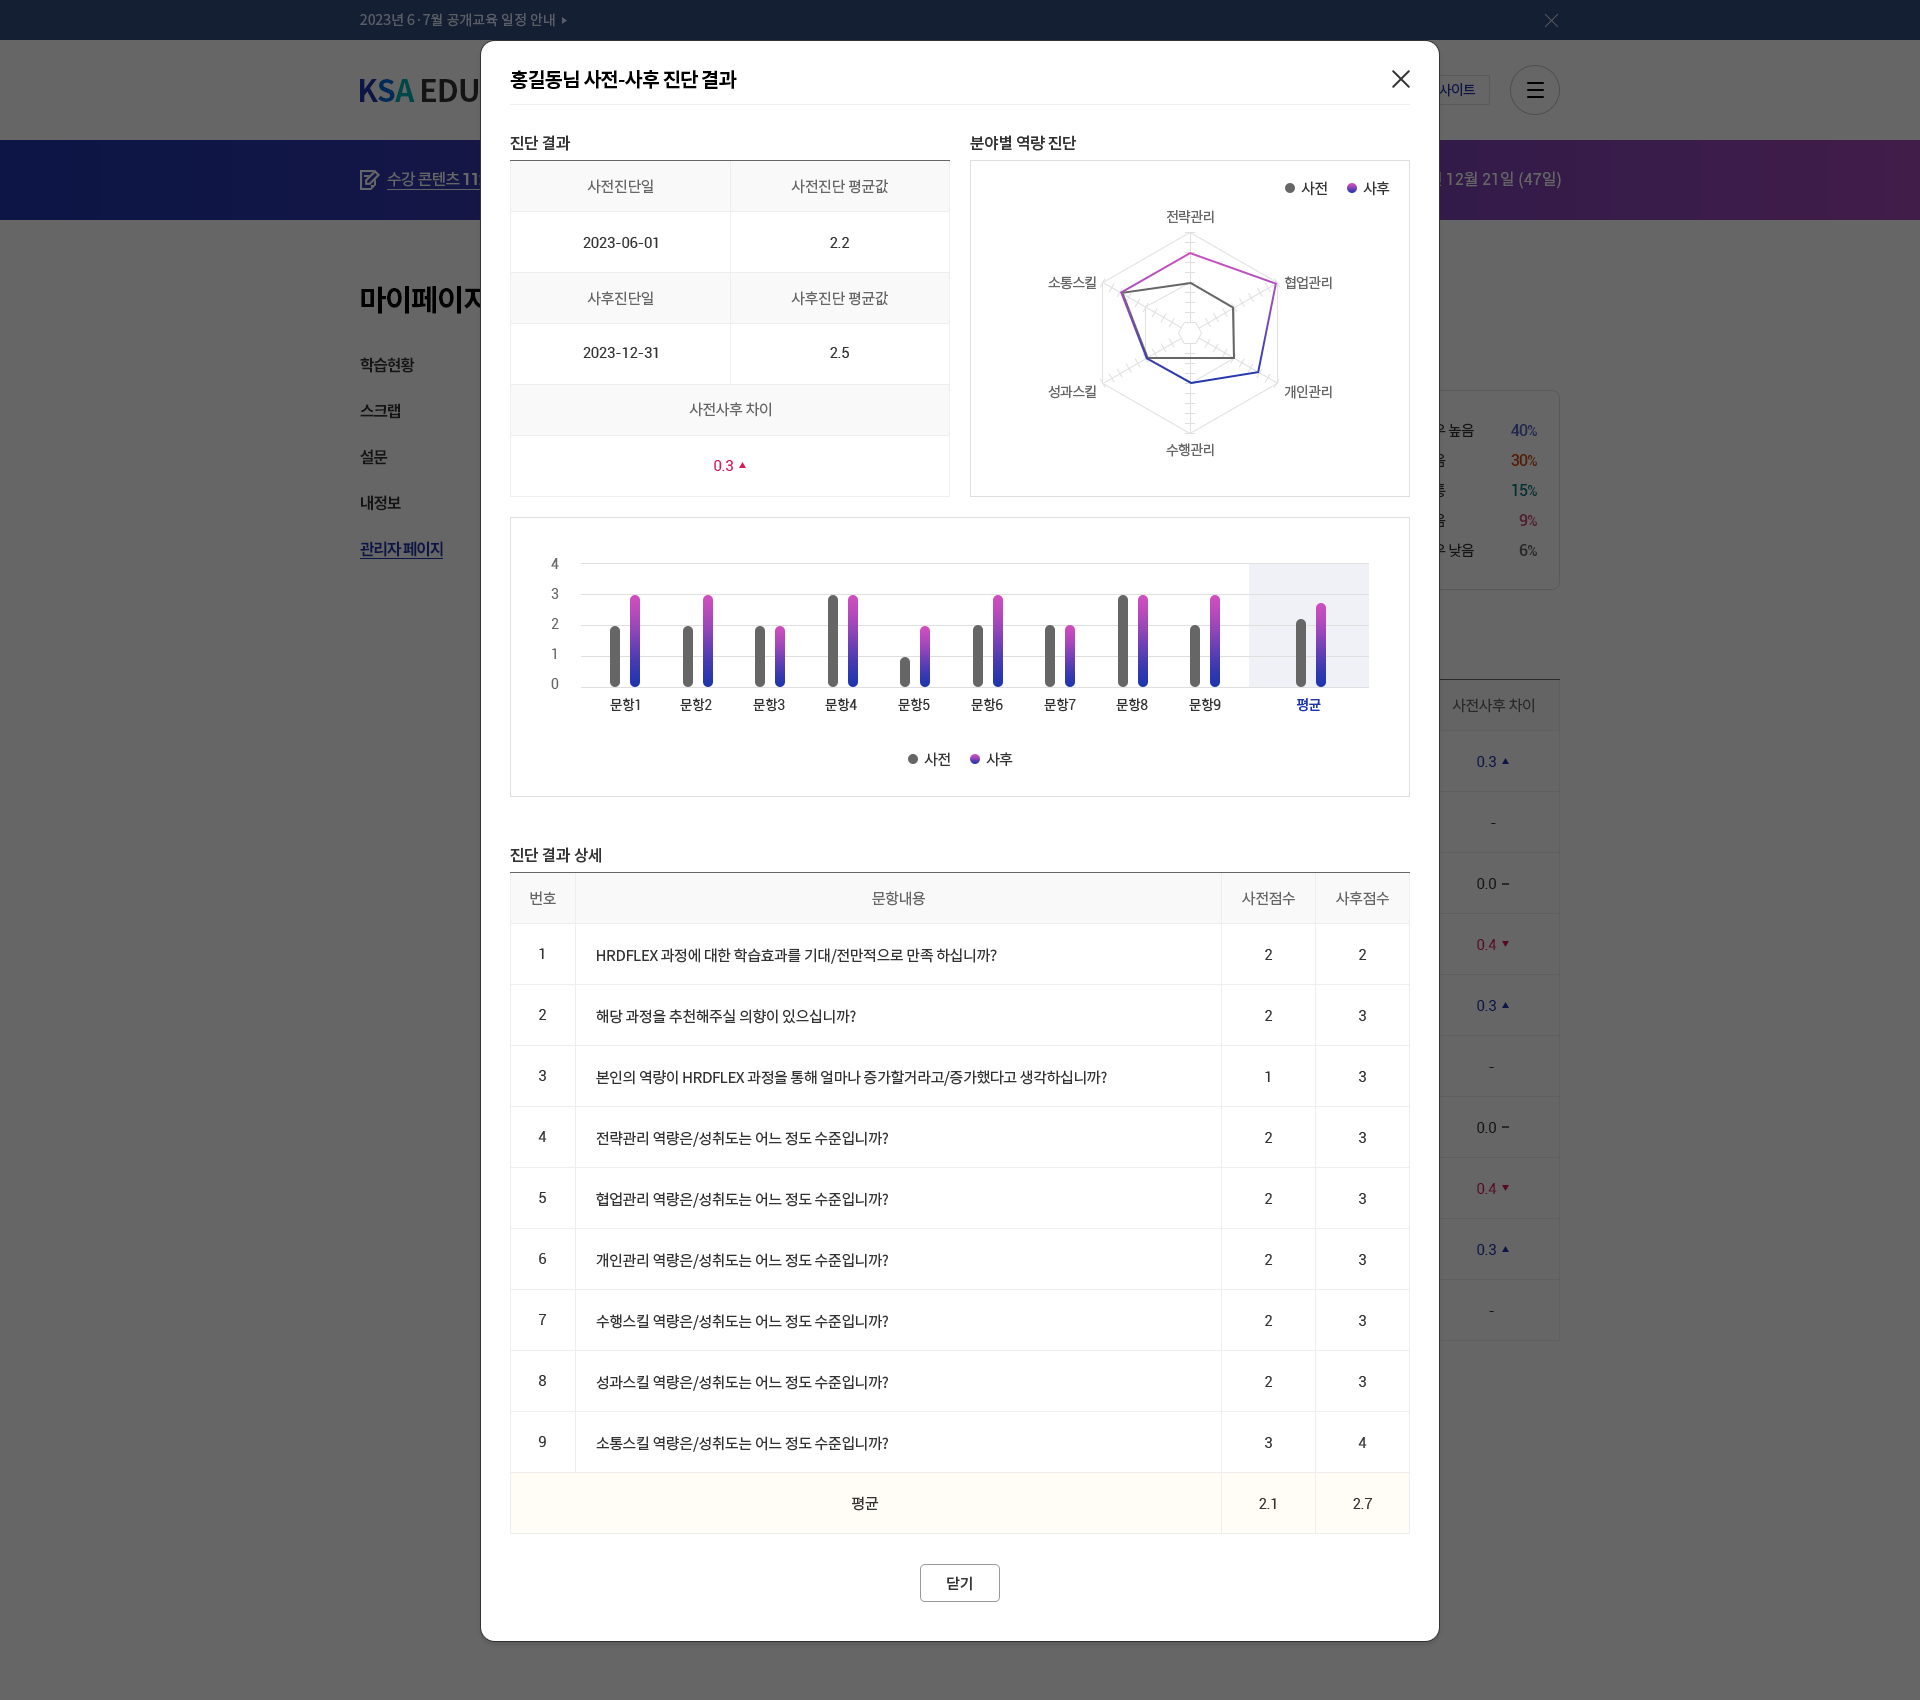 2023년 6·7월 공개교육 일정 안내
KSA EDU
사이트
수강 콘텐츠 11
12월 21일 (47일)
마이페이지
학습현황
스크랩
설문
내정보
관리자 페이지
홍길동님 사전-사후 진단 결과
진단 결과
사전진단일 사전진단 평균값
2023-06-01 2.2
사후진단일 사후진단 평균값
2023-12-31 2.5
사전사후 차이
0.3
분야별 역량 진단
사전 사후
전략관리
소통스킬 협업관리
성과스킬 개인관리
수행관리
4
3
2
1
0
문항1 문항2 문항3 문항4 문항5 문항6 문항7 문항8 문항9 평균
사전 사후
진단 결과 상세
번호 문항내용 사전점수 사후점수
1 HRDFLEX 과정에 대한 학습효과를 기대/전만적으로 만족 하십니까? 2 2
2 해당 과정을 추천해주실 의향이 있으십니까? 2 3
3 본인의 역량이 HRDFLEX 과정을 통해 얼마나 증가할거라고/증가했다고 생각하십니까? 1 3
4 전략관리 역량은/성취도는 어느 정도 수준입니까? 2 3
5 협업관리 역량은/성취도는 어느 정도 수준입니까? 2 3
6 개인관리 역량은/성취도는 어느 정도 수준입니까? 2 3
7 수행스킬 역량은/성취도는 어느 정도 수준입니까? 2 3
8 성과스킬 역량은/성취도는 어느 정도 수준입니까? 2 3
9 소통스킬 역량은/성취도는 어느 정도 수준입니까? 3 4
평균 2.1 2.7
닫기
높음 40%
30%
15%
9%
낮음 6%
사전사후 차이
0.3
-
0.0 -
0.4
0.3
-
0.0 -
0.4
0.3
-